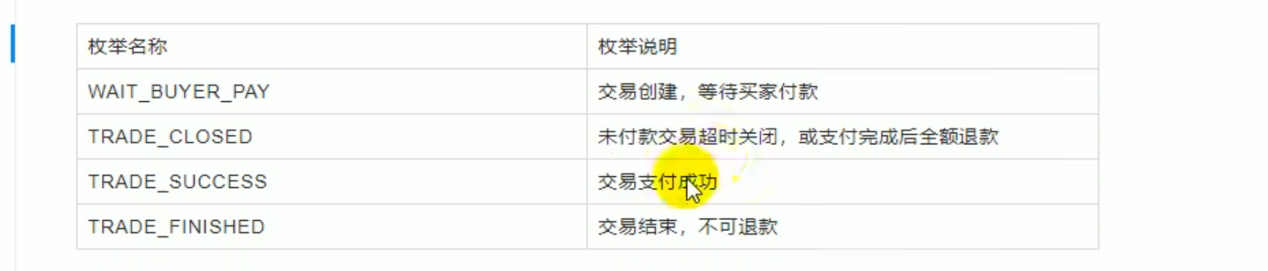 枚举名称 枚举说明
WAIT_BUYER_PAY 交易创建，等待买家付款
TRADE_CLOSED 未付款交易超时关闭，或支付完成后全额退款
TRADE_SUCCESS 交易支付成功
TRADE_FINISHED 交易结束，不可退款